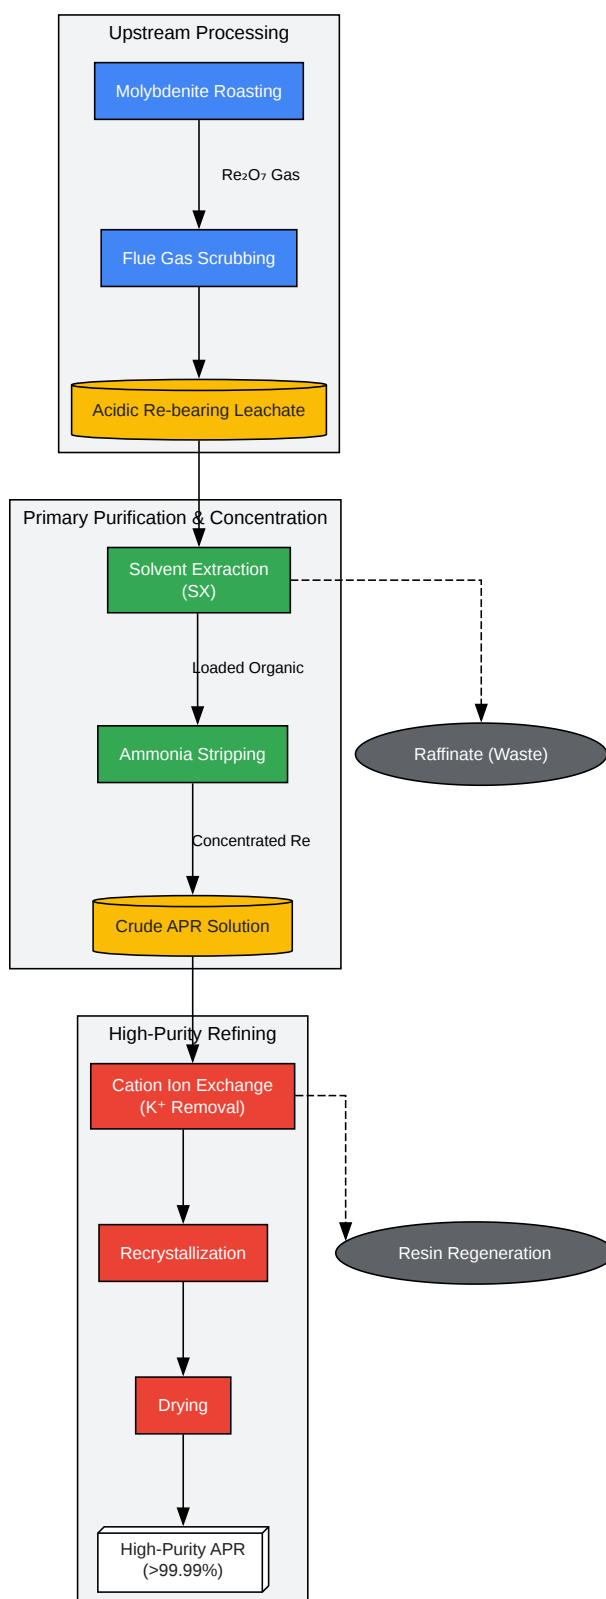 Upstream Processing
Molybdenite Roasting
Re₂O₇ Gas
Flue Gas Scrubbing
Acidic Re-bearing Leachate
Primary Purification & Concentration
Solvent Extraction
(SX)
Loaded Organic
Ammonia Stripping
Raffinate (Waste)
Concentrated Re
Crude APR Solution
High-Purity Refining
Cation Ion Exchange
(K⁺ Removal)
Recrystallization
Resin Regeneration
Drying
High-Purity APR
(>99.99%)